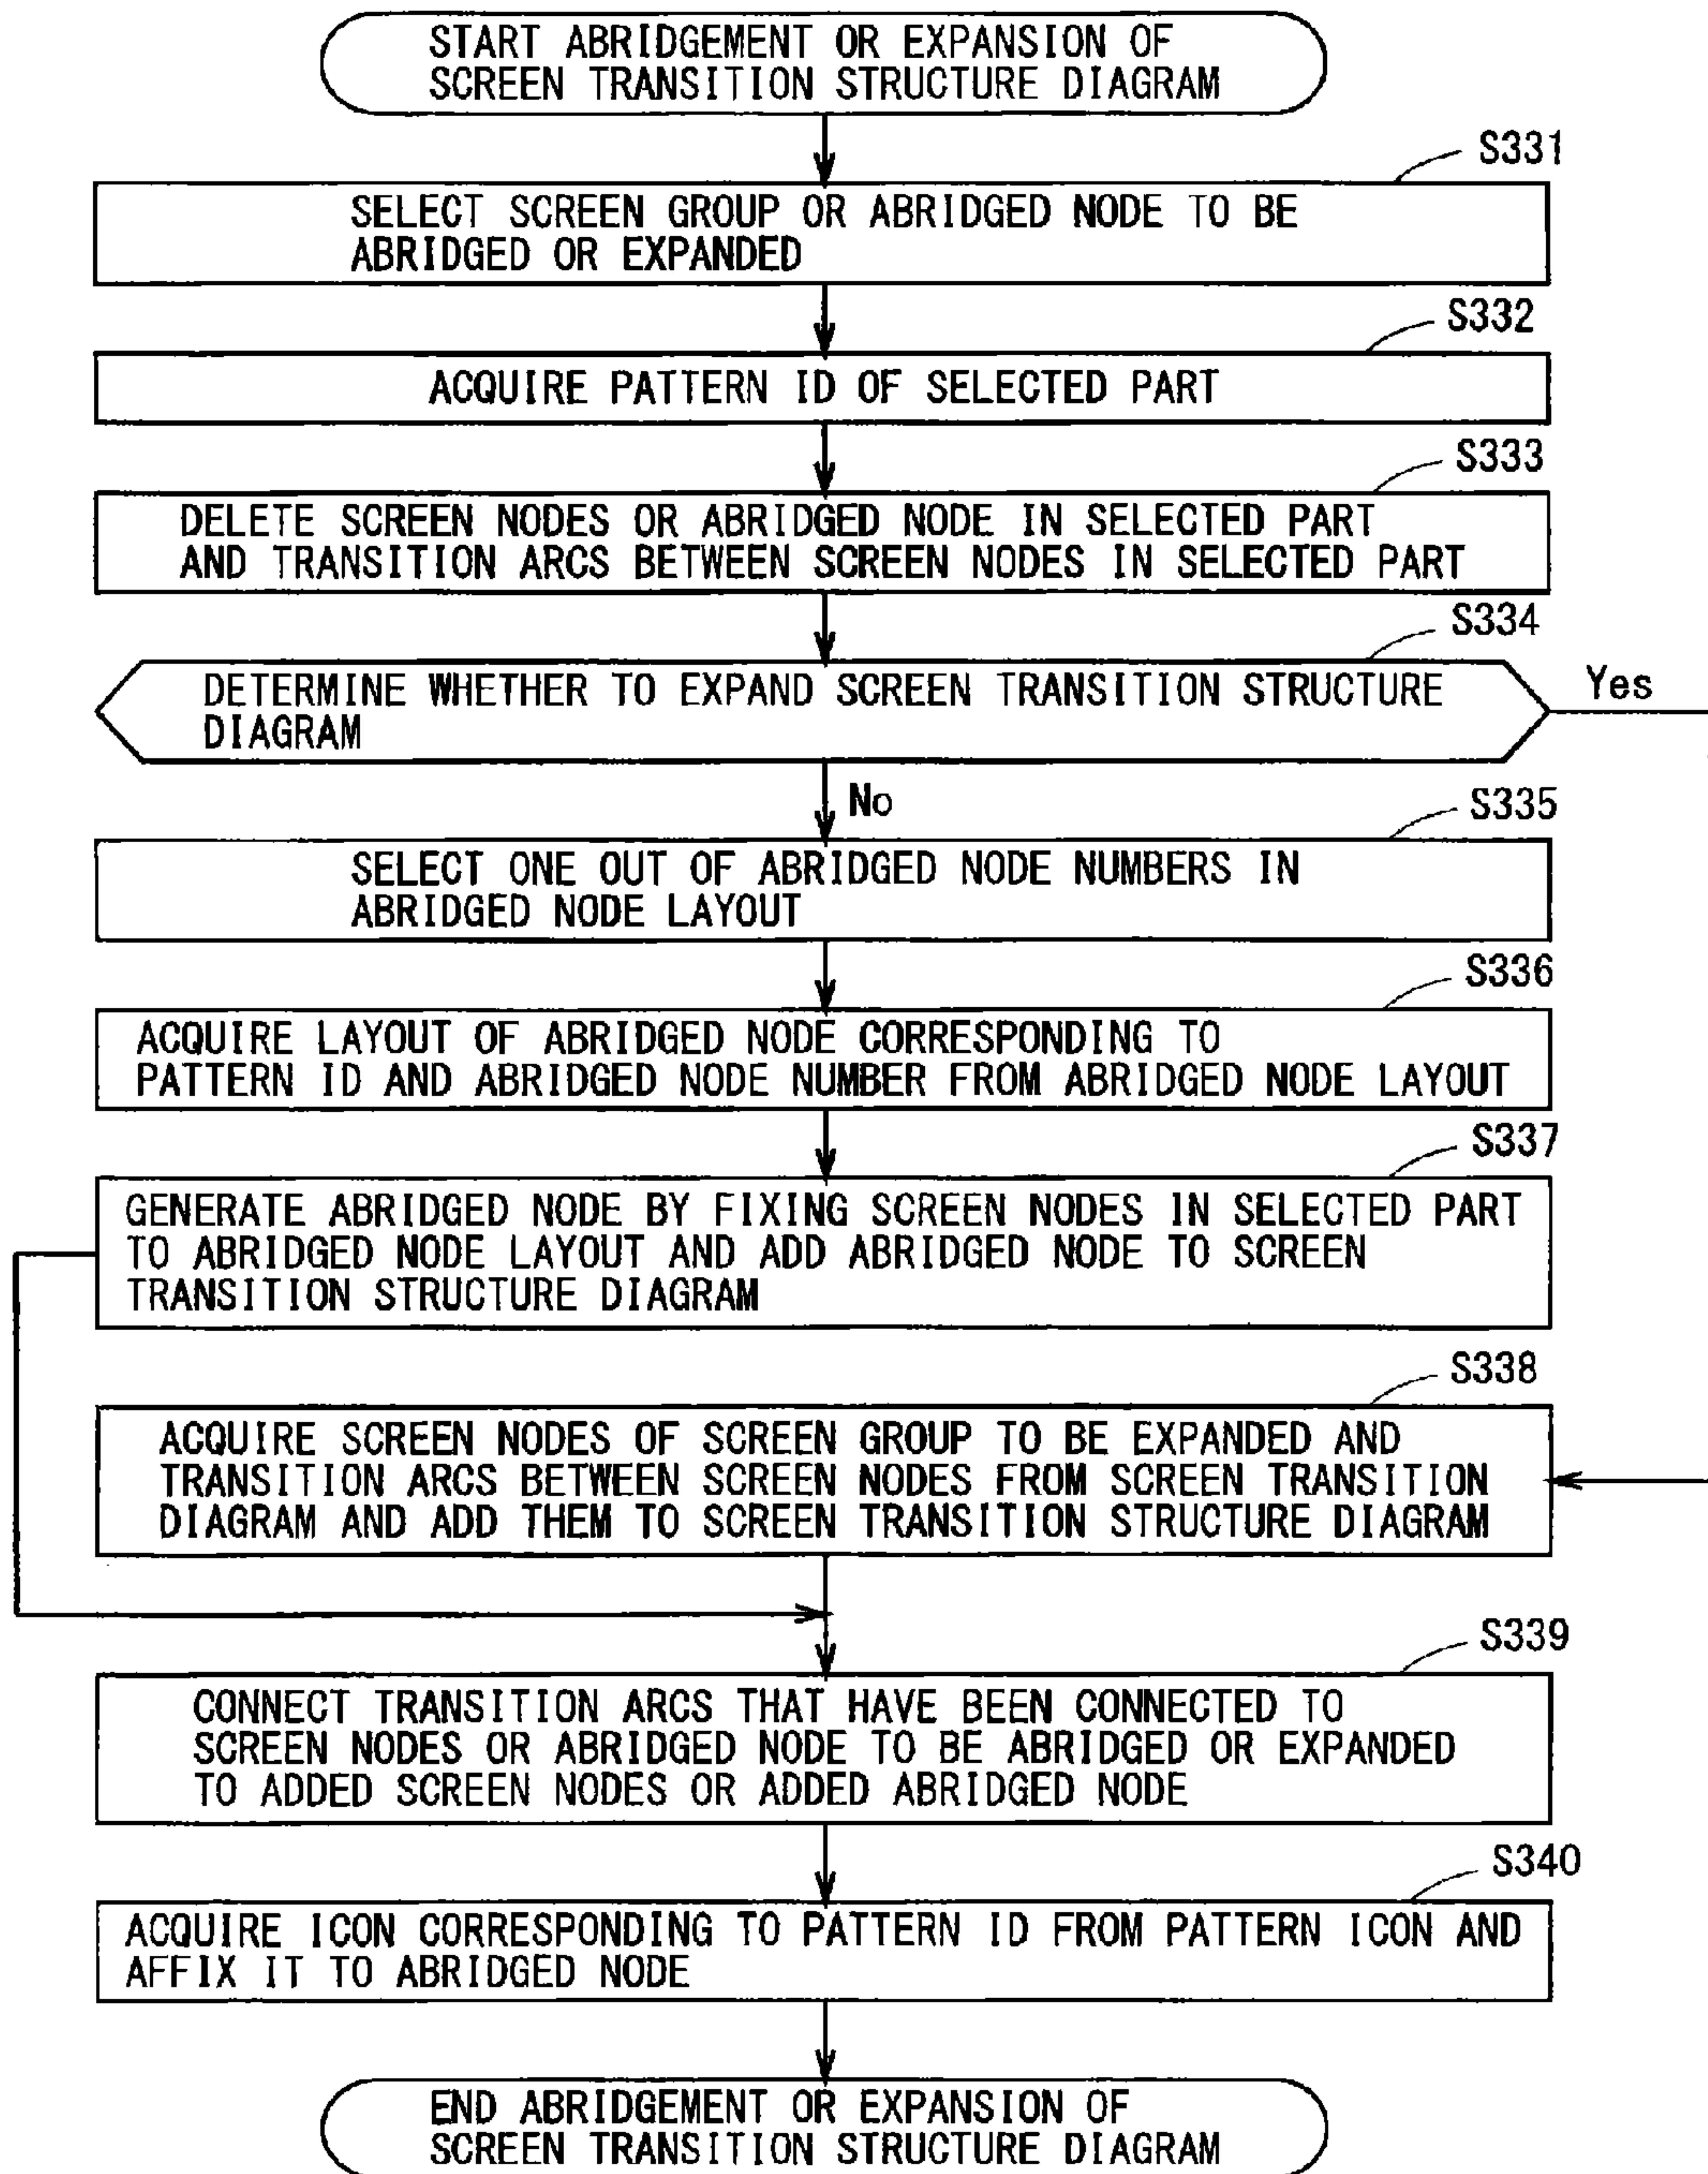 START ABRIDGEMENT OR EXPANSION OF
SCREEN TRANSITION STRUCTURE DIAGRAM
S331
SELECT SCREEN GROUP OR ABRIDGED NODE TO BE
ABRIDGED OR EXPANDED
S332
ACQUIRE PATTERN ID OF SELECTED PART
S333
DELETE SCREEN NODES OR ABRIDGED NODE IN SELECTED PART
AND TRANSITION ARCS BETWEEN SCREEN NODES IN SELECTED PART
S334
DETERMINE WHETHER TO EXPAND SCREEN TRANSITION STRUCTURE
DIAGRAM
Yes
No
S335
SELECT ONE OUT OF ABRIDGED NODE NUMBERS IN
ABRIDGED NODE LAYOUT
S336
ACQUIRE LAYOUT OF ABRIDGED NODE CORRESPONDING TO
PATTERN ID AND ABRIDGED NODE NUMBER FROM ABRIDGED NODE LAYOUT
S337
GENERATE ABRIDGED NODE BY FIXING SCREEN NODES IN SELECTED PART
TO ABRIDGED NODE LAYOUT AND ADD ABRIDGED NODE TO SCREEN
TRANSITION STRUCTURE DIAGRAM
S338
ACQUIRE SCREEN NODES OF SCREEN GROUP TO BE EXPANDED AND
TRANSITION ARCS BETWEEN SCREEN NODES FROM SCREEN TRANSITION
DIAGRAM AND ADD THEM TO SCREEN TRANSITION STRUCTURE DIAGRAM
S339
CONNECT TRANSITION ARCS THAT HAVE BEEN CONNECTED TO
SCREEN NODES OR ABRIDGED NODE TO BE ABRIDGED OR EXPANDED
TO ADDED SCREEN NODES OR ADDED ABRIDGED NODE
S340
ACQUIRE ICON CORRESPONDING TO PATTERN ID FROM PATTERN ICON AND
AFFIX IT TO ABRIDGED NODE
END ABRIDGEMENT OR EXPANSION OF
SCREEN TRANSITION STRUCTURE DIAGRAM